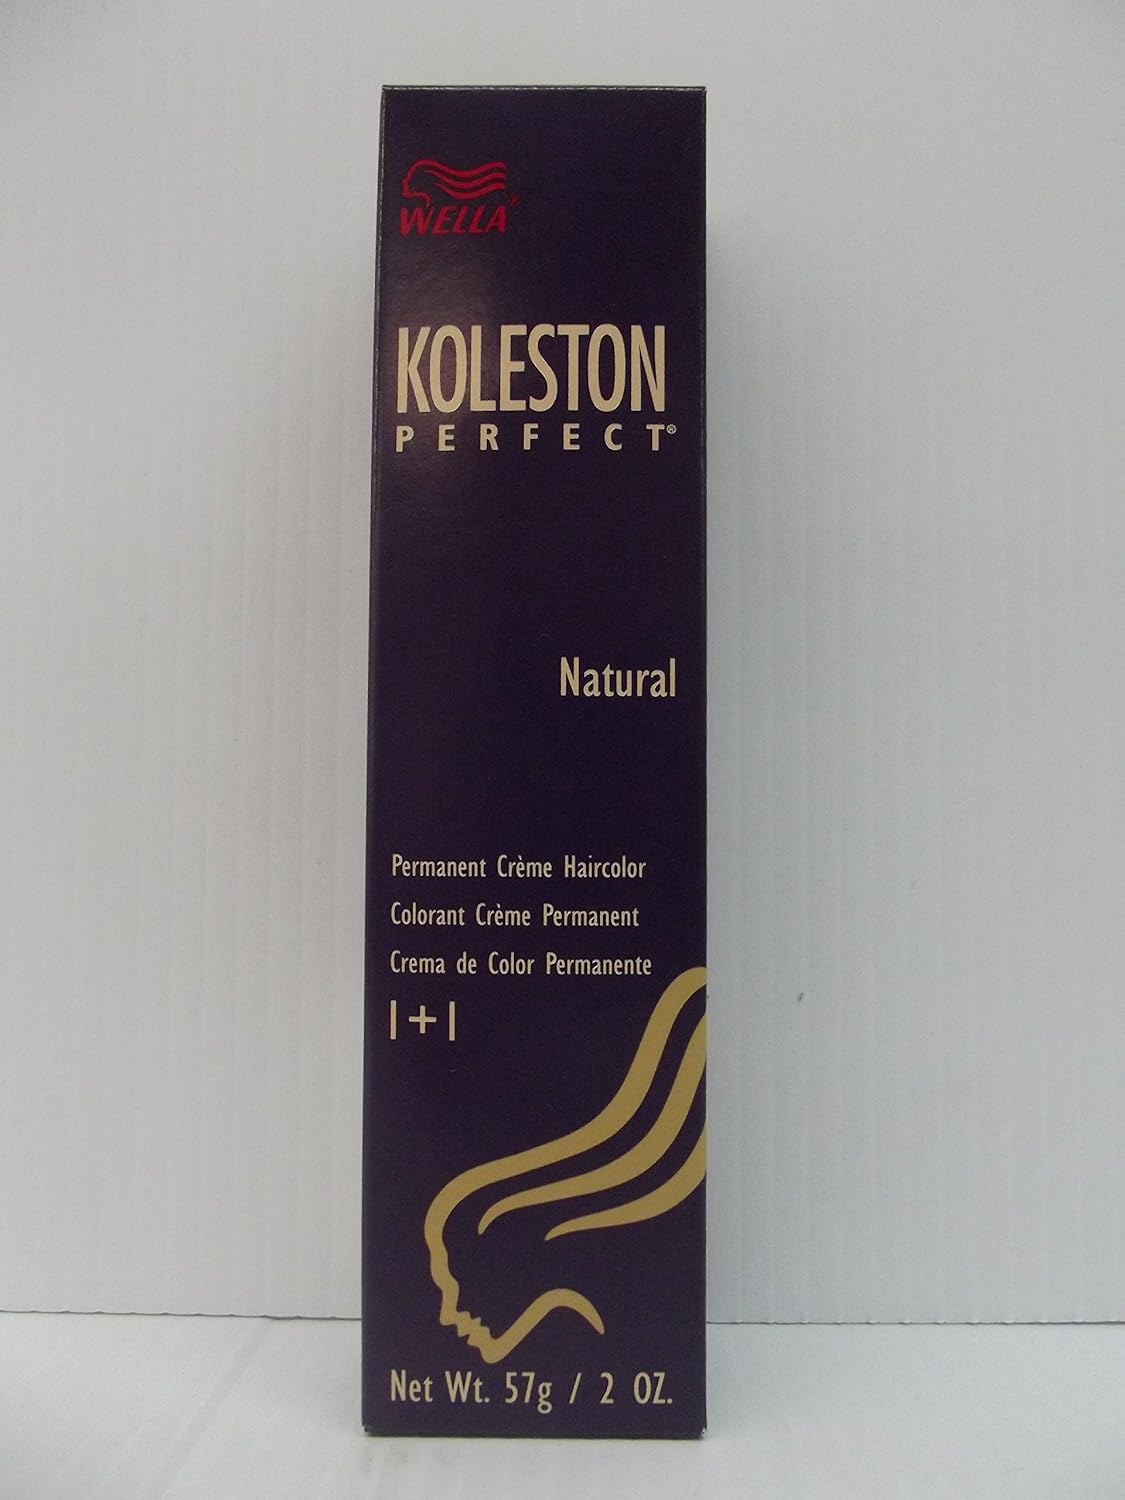 WELLA®
KOLESTON
PERFECT®
Natural
Permanent Crème Haircolor
Colorant Crème Permanent
Crema de Color Permanente
1+1
Net Wt. 57g / 2 OZ.